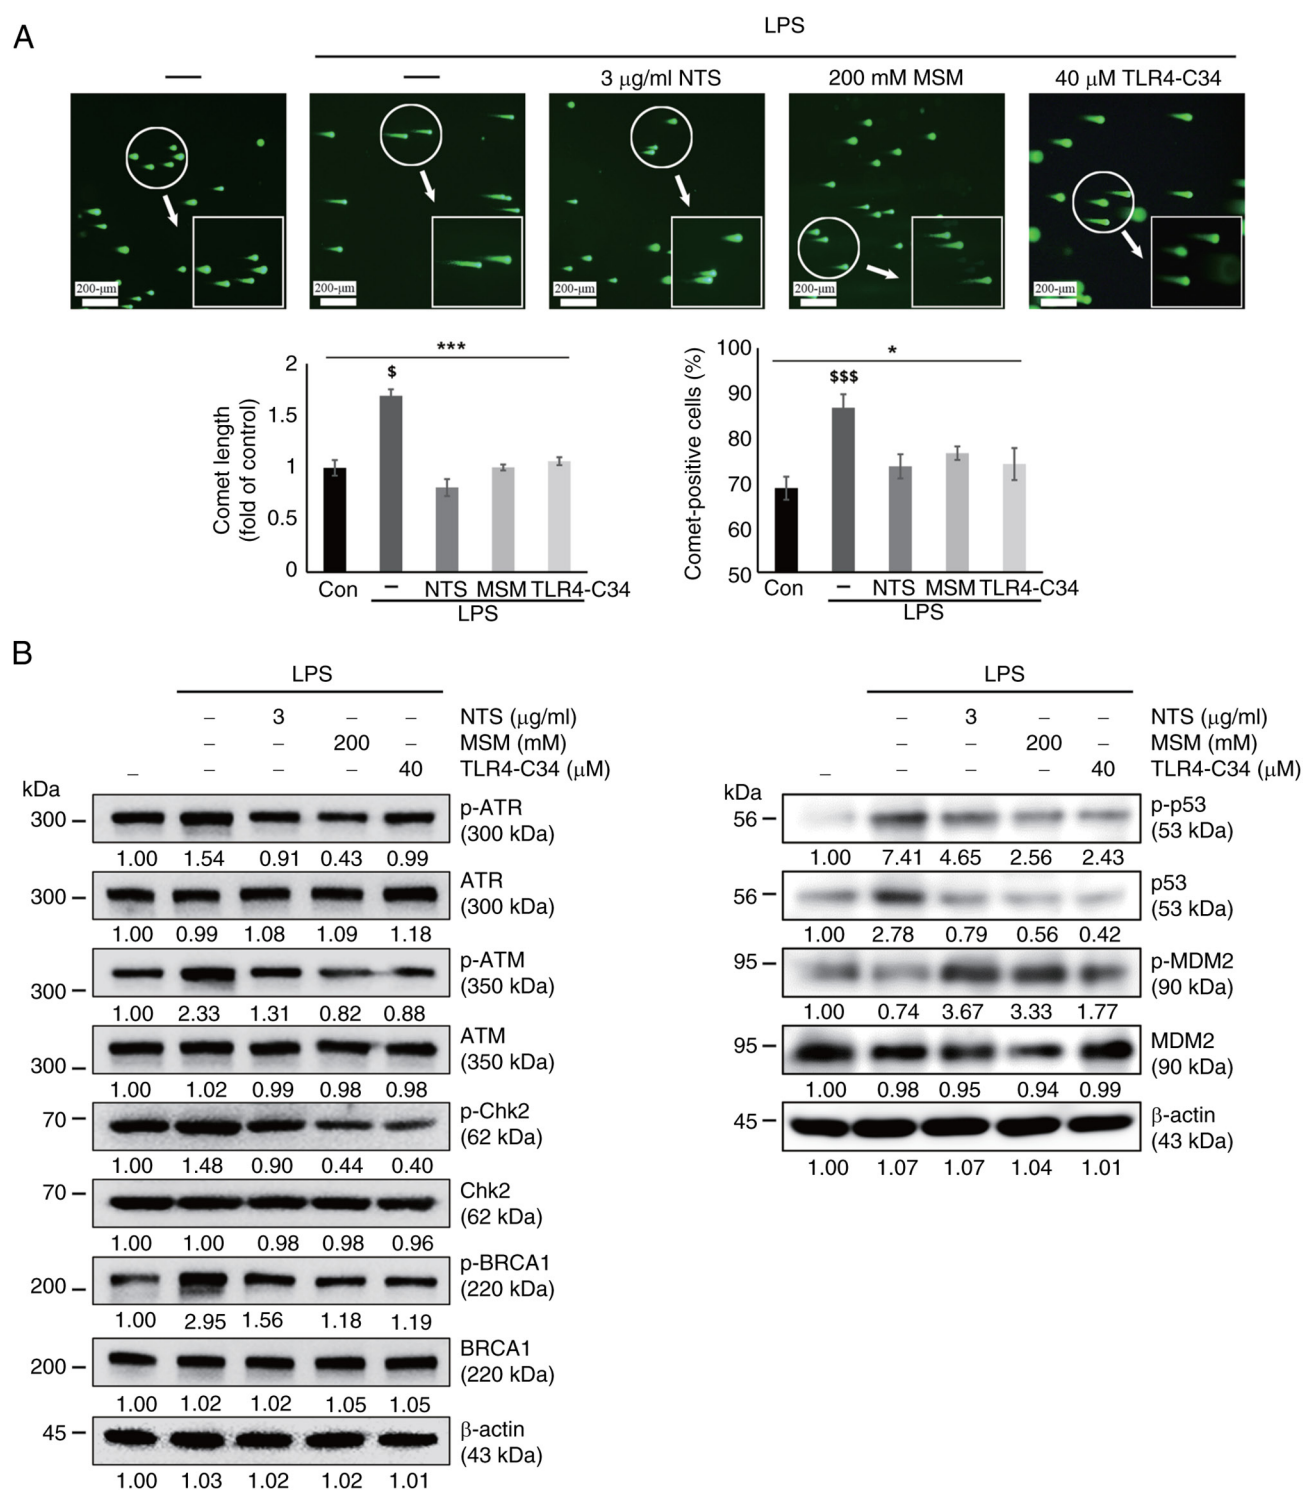 A
LPS
— — 3 μg/ml NTS 200 mM MSM 40 μM TLR4-C34
200-μm 200-μm 200-μm 200-μm 200-μm
Comet length
(fold of control)
2
1.5
1
0.5
0
***
$
Con – NTS MSM TLR4-C34
LPS
Comet-positive cells (%)
100
90
80
70
60
50
*
$$$
Con – NTS MSM TLR4-C34
LPS
B
LPS
– 3 – – NTS (μg/ml)
– – 200 – MSM (mM)
– – – – 40 TLR4-C34 (μM)
kDa
300 – p-ATR
(300 kDa)
1.00 1.54 0.91 0.43 0.99
300 – ATR
(300 kDa)
1.00 0.99 1.08 1.09 1.18
p-ATM
300 – (350 kDa)
1.00 2.33 1.31 0.82 0.88
ATM
300 – (350 kDa)
1.00 1.02 0.99 0.98 0.98
70 – p-Chk2
(62 kDa)
1.00 1.48 0.90 0.44 0.40
70 – Chk2
(62 kDa)
1.00 1.00 0.98 0.98 0.96
p-BRCA1
200 – (220 kDa)
1.00 2.95 1.56 1.18 1.19
BRCA1
200 – (220 kDa)
1.00 1.02 1.02 1.05 1.05
45 – β-actin
(43 kDa)
1.00 1.03 1.02 1.02 1.01
LPS
– 3 – – NTS (μg/ml)
– – 200 – MSM (mM)
– – – – 40 TLR4-C34 (μM)
kDa
56 – p-p53
(53 kDa)
1.00 7.41 4.65 2.56 2.43
56 – p53
(53 kDa)
1.00 2.78 0.79 0.56 0.42
95 – p-MDM2
(90 kDa)
1.00 0.74 3.67 3.33 1.77
95 – MDM2
(90 kDa)
1.00 0.98 0.95 0.94 0.99
45 – β-actin
(43 kDa)
1.00 1.07 1.07 1.04 1.01